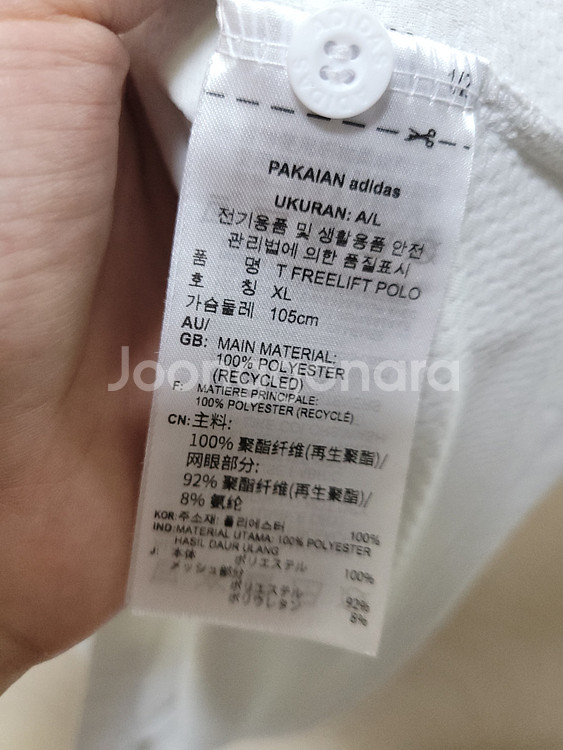 adidas
1/2
PAKAIAN adidas
UKURAN: A/L
전기용품 및 생활용품 안전
관리법에 의한 품질표시
품 명 T FREELIFT POLO
호 칭 XL
가슴둘레 105cm
AU/
GB: MAIN MATERIAL:
100% POLYESTER
(RECYCLED)
F: MATIERE PRINCIPALE:
100% POLYESTER (RECYCLÉ)
CN: 主料:
100% 聚酯纤维(再生聚酯)/
网眼部分:
92% 聚酯纤维(再生聚酯)/
8% 氨纶
KOR: 주소재: 폴리에스터 100%
IND: MATERIAL UTAMA: 100% POLYESTER
HASIL DAUR ULANG
J: 本体 ポリエステル 100%
メッシュ部分
ポリエステル 92%
ポリウレタン 8%
Joonggonara